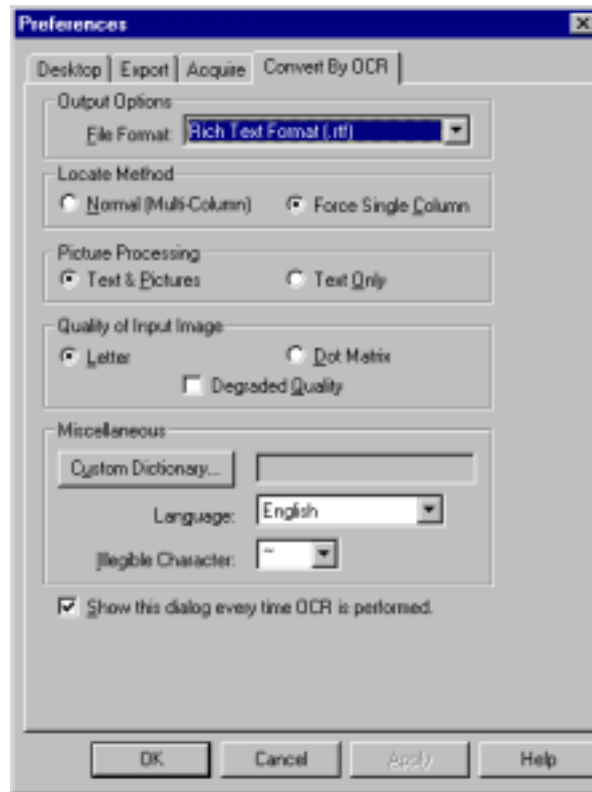 Preferences
Desktop Export Acquire Convert By OCR
Output Options
File Format: Rich Text Format (.rtf)
Locate Method
Normal (Multi-Column) Force Single Column
Picture Processing
Text & Pictures Text Only
Quality of Input Image
Letter Dot Matrix
Degraded Quality
Miscellaneous
Custom Dictionary...
Language: English
Illegible Character: ~
Show this dialog every time OCR is performed.
OK Cancel Apply Help